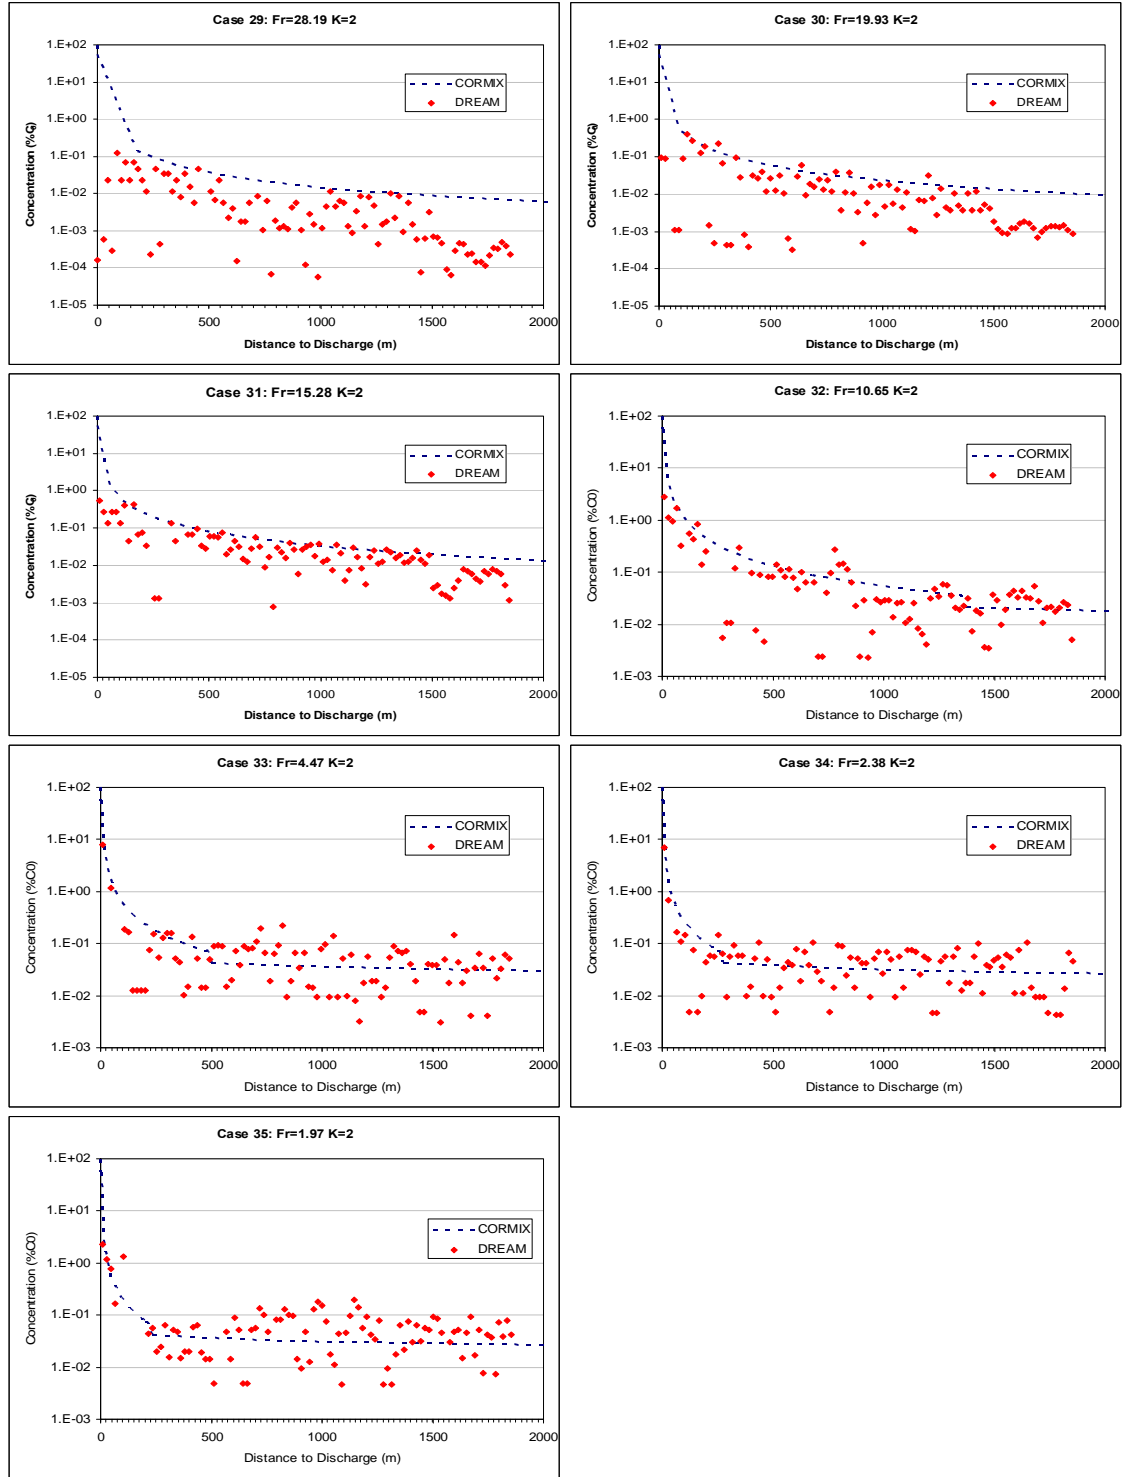 Case 29: Fr=28.19 K=2
1.E+02
1.E+01
1.E+00
1.E-01
1.E-02
1.E-03
1.E-04
1.E-05
Concentration (%C0)
CORMIX
DREAM
0 500 1000 1500 2000
Distance to Discharge (m)
Case 30: Fr=19.93 K=2
1.E+02
1.E+01
1.E+00
1.E-01
1.E-02
1.E-03
1.E-04
1.E-05
Concentration (%C0)
CORMIX
DREAM
0 500 1000 1500 2000
Distance to Discharge (m)
Case 31: Fr=15.28 K=2
1.E+02
1.E+01
1.E+00
1.E-01
1.E-02
1.E-03
1.E-04
1.E-05
Concentration (%C0)
CORMIX
DREAM
0 500 1000 1500 2000
Distance to Discharge (m)
Case 32: Fr=10.65 K=2
1.E+02
1.E+01
1.E+00
1.E-01
1.E-02
1.E-03
Concentration (%C0)
CORMIX
DREAM
0 500 1000 1500 2000
Distance to Discharge (m)
Case 33: Fr=4.47 K=2
1.E+02
1.E+01
1.E+00
1.E-01
1.E-02
1.E-03
Concentration (%C0)
CORMIX
DREAM
0 500 1000 1500 2000
Distance to Discharge (m)
Case 34: Fr=2.38 K=2
1.E+02
1.E+01
1.E+00
1.E-01
1.E-02
1.E-03
Concentration (%C0)
CORMIX
DREAM
0 500 1000 1500 2000
Distance to Discharge (m)
Case 35: Fr=1.97 K=2
1.E+02
1.E+01
1.E+00
1.E-01
1.E-02
1.E-03
Concentration (%C0)
CORMIX
DREAM
0 500 1000 1500 2000
Distance to Discharge (m)